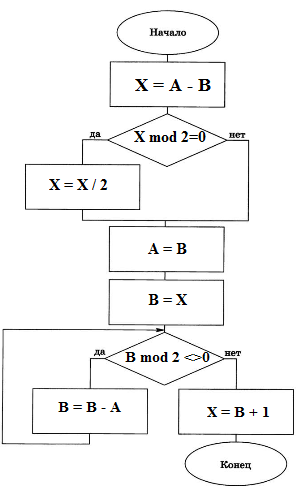 Начало
X = A - B
X mod 2=0
да
нет
X = X / 2
A = B
B = X
B mod 2 <>0
да
нет
B = B - A
X = B + 1
Конец